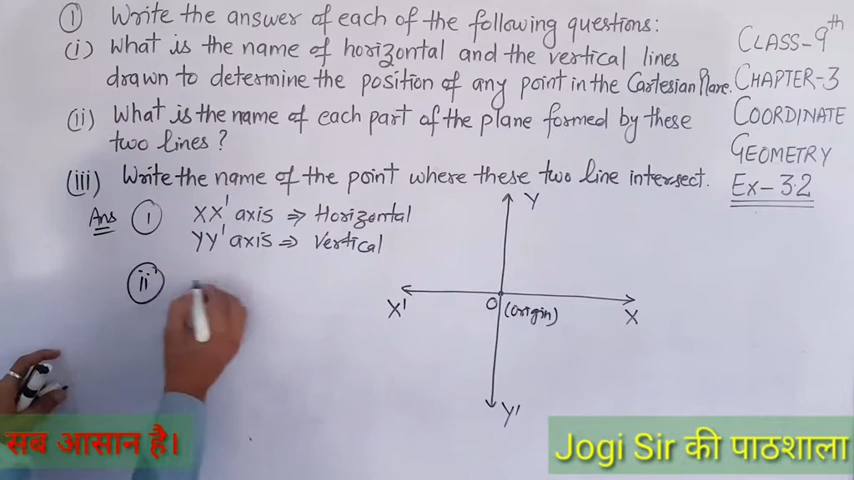 ① Write the answer of each of the following questions:
(i) What is the name of horizontal and the vertical lines
drawn to determine the position of any point in the Cartesian Plane.
(ii) What is the name of each part of the plane formed by these
two lines?
(iii) Write the name of the point where these two line intersect.
CLASS-9th
CHAPTER-3
COORDINATE
GEOMETRY
Ex-3.2
Ans ⓘ XX' axis ⇒ Horizontal
YY' axis ⇒ Vertical
ⓘⓘ
Y
X'
O (origin)
X
Y'
सब आसान है।
Jogi Sir की पाठशाला